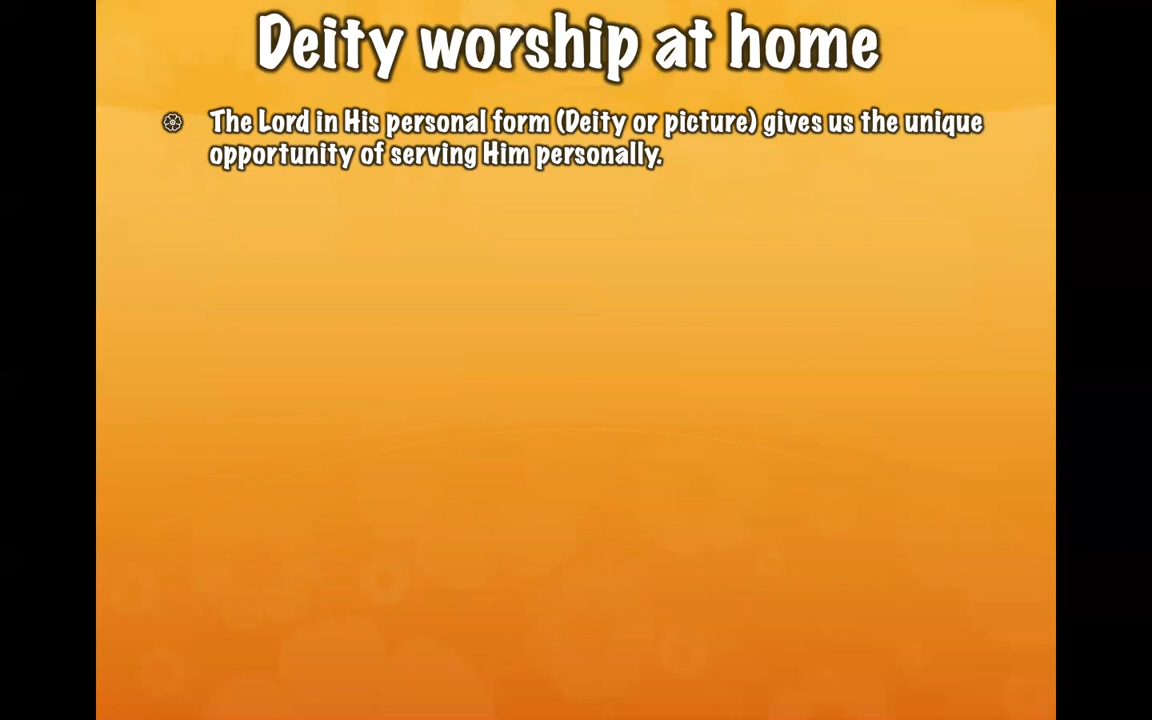 Deity worship at home
The Lord in His personal form (Deity or picture) gives us the unique
opportunity of serving Him personally.